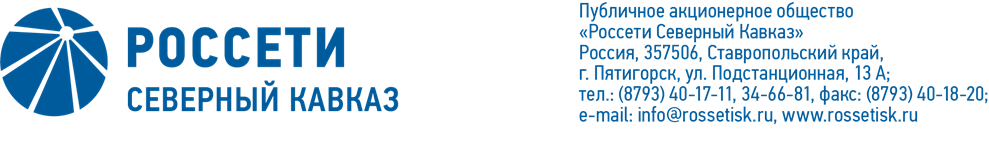 РОССЕТИ
СЕВЕРНЫЙ КАВКАЗ
Публичное акционерное общество
«Россети Северный Кавказ»
Россия, 357506, Ставропольский край,
г. Пятигорск, ул. Подстанционная, 13 А;
тел.: (8793) 40-17-11, 34-66-81, факс: (8793) 40-18-20;
e-mail: info@rossetisk.ru, www.rossetisk.ru